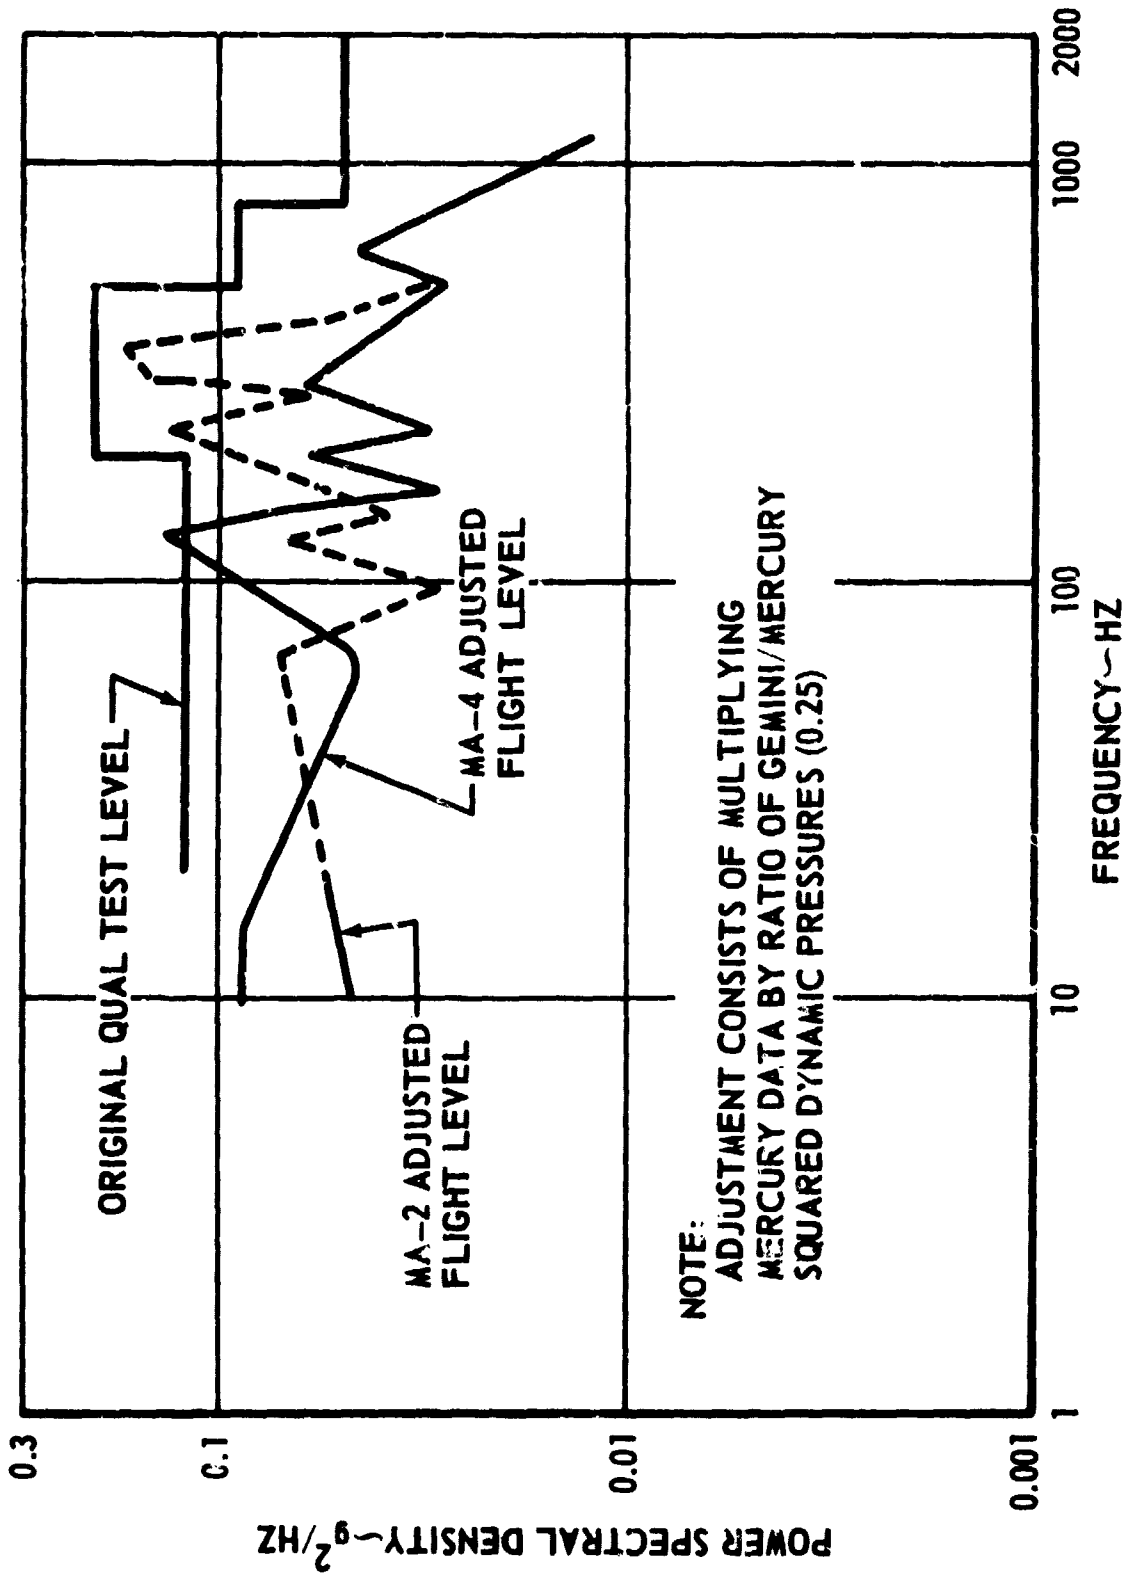 0.3
0.1
0.01
0.001
POWER SPECTRAL DENSITY~g²/HZ
ORIGINAL QUAL TEST LEVEL
MA-2 ADJUSTED
FLIGHT LEVEL
MA-4 ADJUSTED
FLIGHT LEVEL
NOTE:
ADJUSTMENT CONSISTS OF MULTIPLYING
MERCURY DATA BY RATIO OF GEMINI/MERCURY
SQUARED DYNAMIC PRESSURES (0.25)
1
10
100
1000
2000
FREQUENCY~HZ